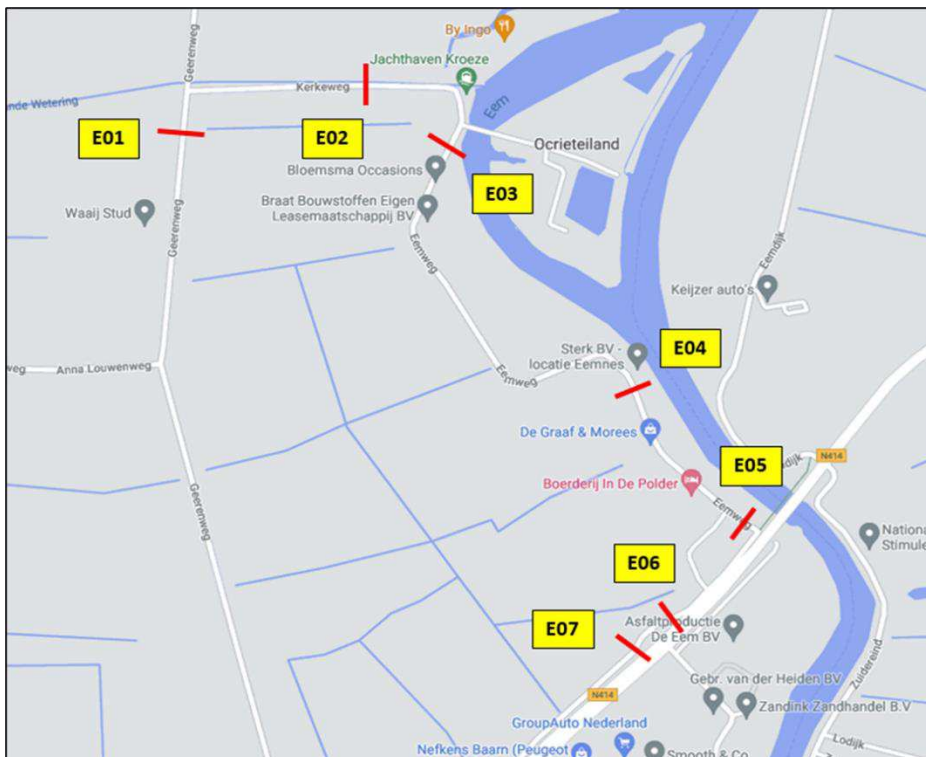 By Ingo
Jachthaven Kroeze
Geerenweg
Kerkeweg
nde Wetering
Eem
E01
E02
Ocrieteiland
Bloemsma Occasions
E03
Braat Bouwstoffen Eigen
Leasemaatschappij BV
Waaij Stud
Geerenweg
Eemweg
Eemdijk
Keijzer auto's
Sterk BV -
locatie Eemnes
E04
weg
Anna Louwenweg
Eemweg
De Graaf & Morees
N414
E05
dijk
Boerderij In De Polder
Eemweg
Geerenweg
National
Stimule
E06
E07
Asfaltproductie
De Eem BV
Zuidereind
Gebr. van der Heiden BV
N414
Zandink Zandhandel B.V
GroupAuto Nederland
Lodijk
Nefkens Baarn (Peugeot
Smooth & Co